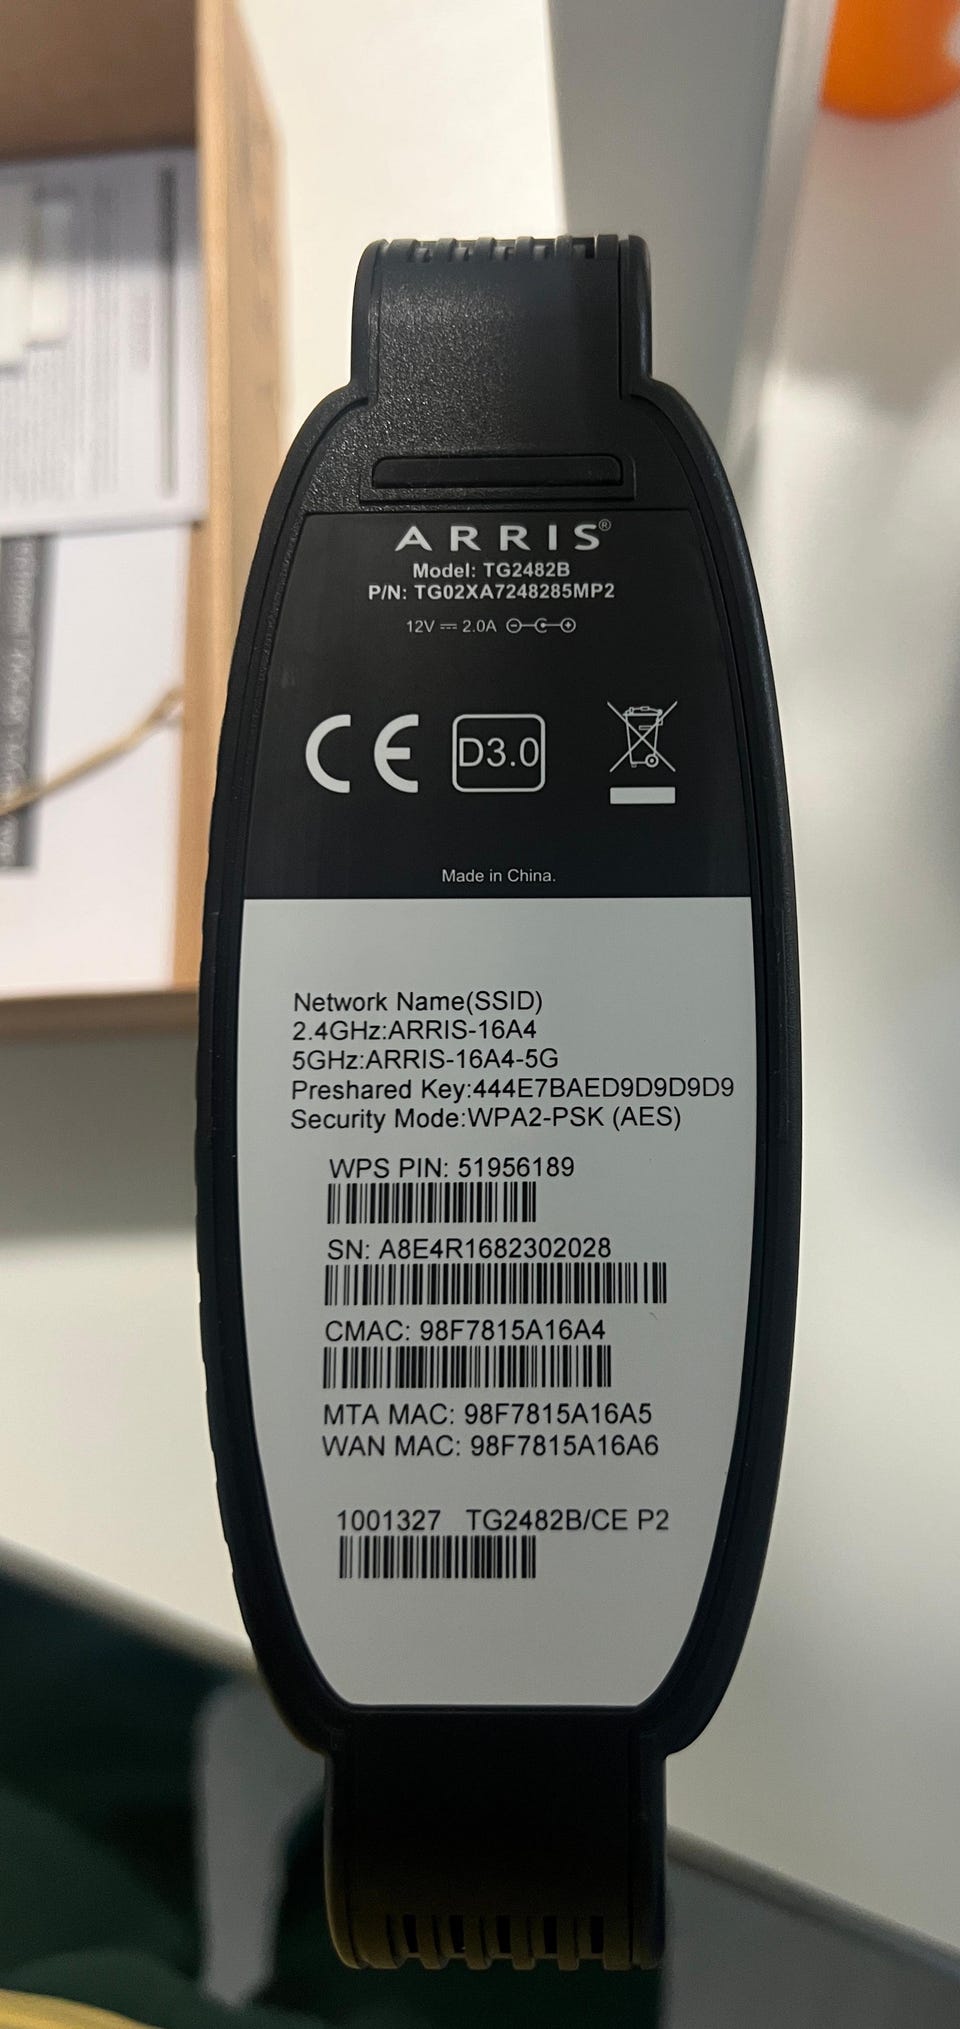 ARRIS®
Model: TG2482B
P/N: TG02XA7248285MP2
12V ⎓ 2.0A
CE
D3.0
Made in China.
Network Name(SSID)
2.4GHz:ARRIS-16A4
5GHz:ARRIS-16A4-5G
Preshared Key:444E7BAED9D9D9D9
Security Mode:WPA2-PSK (AES)
WPS PIN: 51956189
SN: A8E4R1682302028
CMAC: 98F7815A16A4
MTA MAC: 98F7815A16A5
WAN MAC: 98F7815A16A6
1001327 TG2482B/CE P2